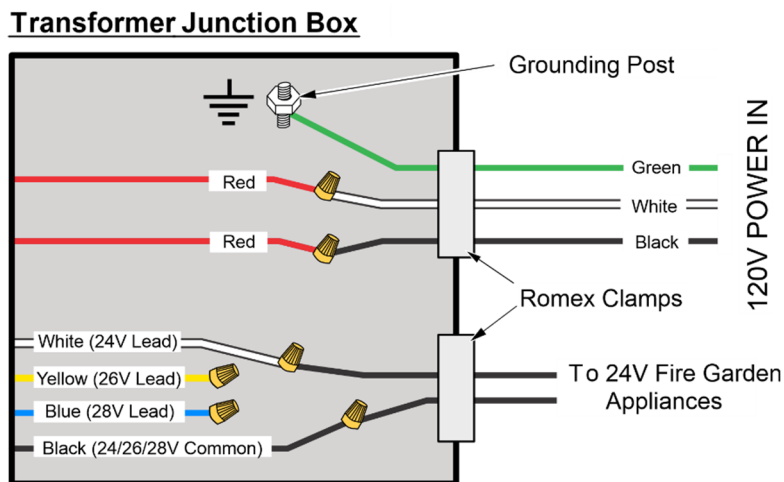 Transformer Junction Box
Grounding Post
Green
Red
White
Red
Black
120V POWER IN
Romex Clamps
White (24V Lead)
Yellow (26V Lead)
To 24V Fire Garden
Appliances
Blue (28V Lead)
Black (24/26/28V Common)